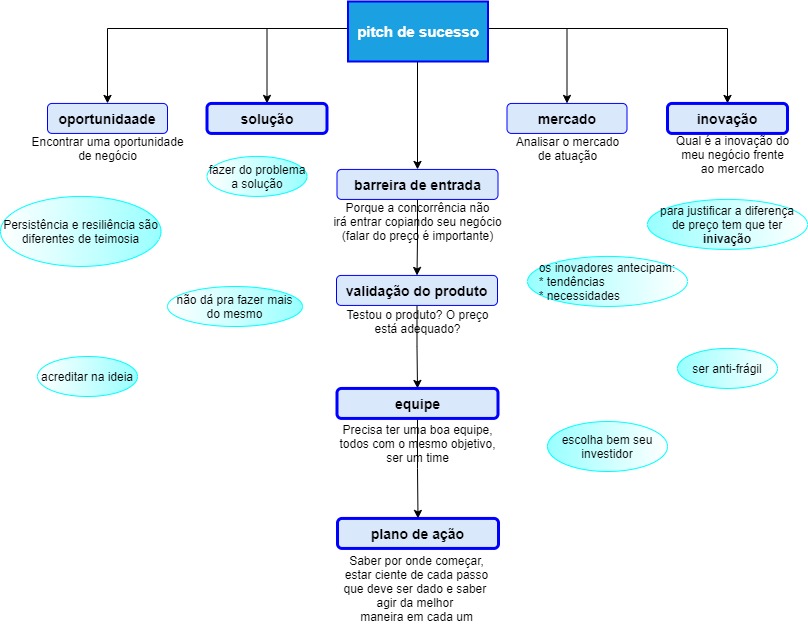 pitch de sucesso
oportunidaade
Encontrar uma oportunidade
de negócio
solução
mercado
Analisar o mercado
de atuação
inovação
Qual é a inovação do
meu negócio frente
ao mercado
fazer do problema
a solução
barreira de entrada
Porque a concorrência não
irá entrar copiando seu negócio
(falar do preço é importante)
Persistência e resiliência são
diferentes de teimosia
para justificar a diferença
de preço tem que ter
inivação
os inovadores antecipam:
* tendências
* necessidades
validação do produto
Testou o produto? O preço
está adequado?
não dá pra fazer mais
do mesmo
acreditar na ideia
ser anti-frágil
equipe
Precisa ter uma boa equipe,
todos com o mesmo objetivo,
ser um time
escolha bem seu
investidor
plano de ação
Saber por onde começar,
estar ciente de cada passo
que deve ser dado e saber
agir da melhor
maneira em cada um